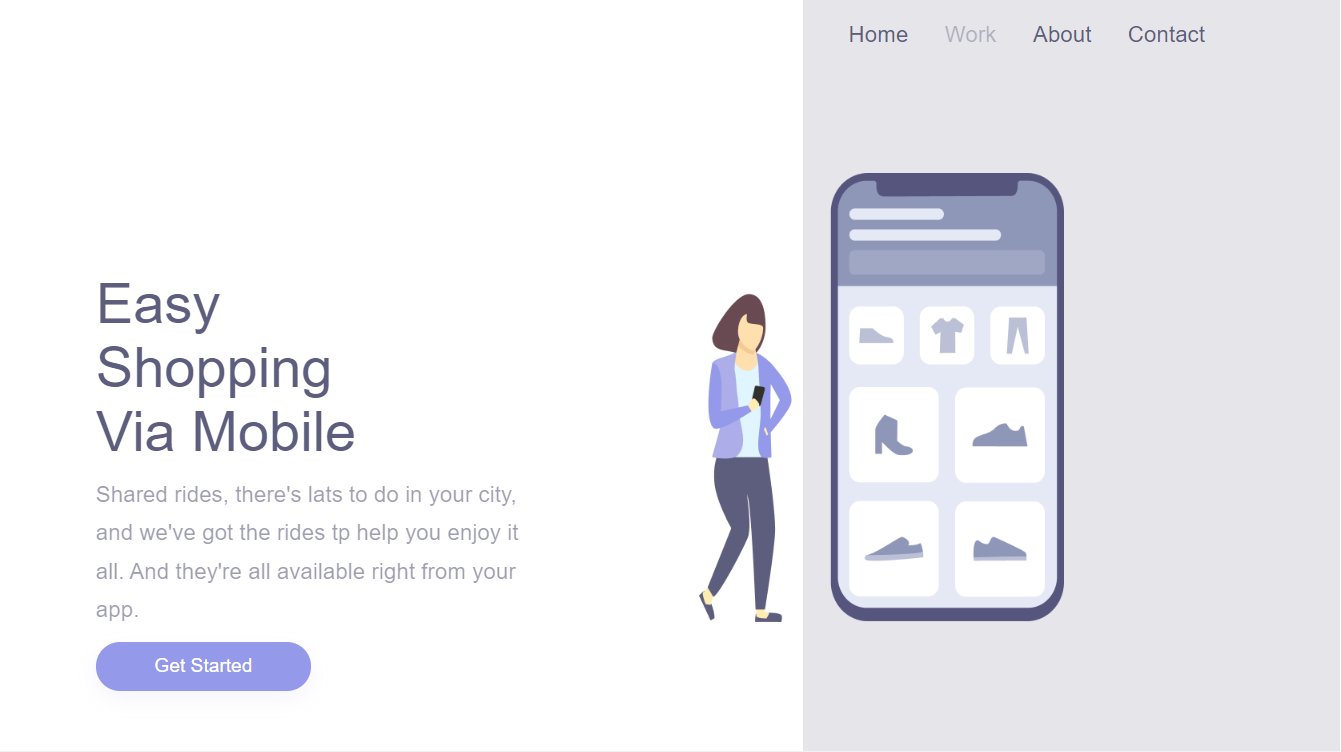 Home Work About Contact
Easy
Shopping
Via Mobile
Shared rides, there's lats to do in your city,
and we've got the rides tp help you enjoy it
all. And they're all available right from your
app.
Get Started